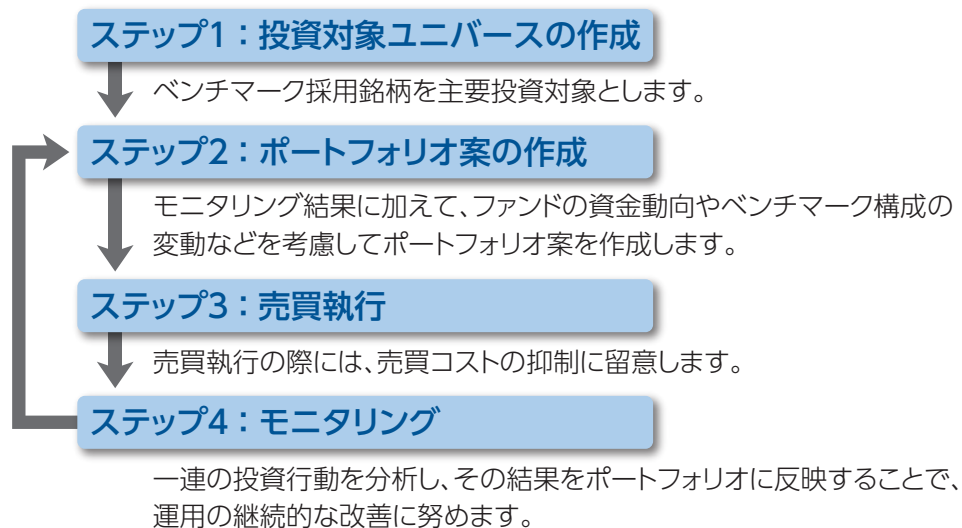 ステップ1：投資対象ユニバースの作成
ベンチマーク採用銘柄を主要投資対象とします。
ステップ2：ポートフォリオ案の作成
モニタリング結果に加えて、ファンドの資金動向やベンチマーク構成の
変動などを考慮してポートフォリオ案を作成します。
ステップ3：売買執行
売買執行の際には、売買コストの抑制に留意します。
ステップ4：モニタリング
一連の投資行動を分析し、その結果をポートフォリオに反映することで、
運用の継続的な改善に努めます。